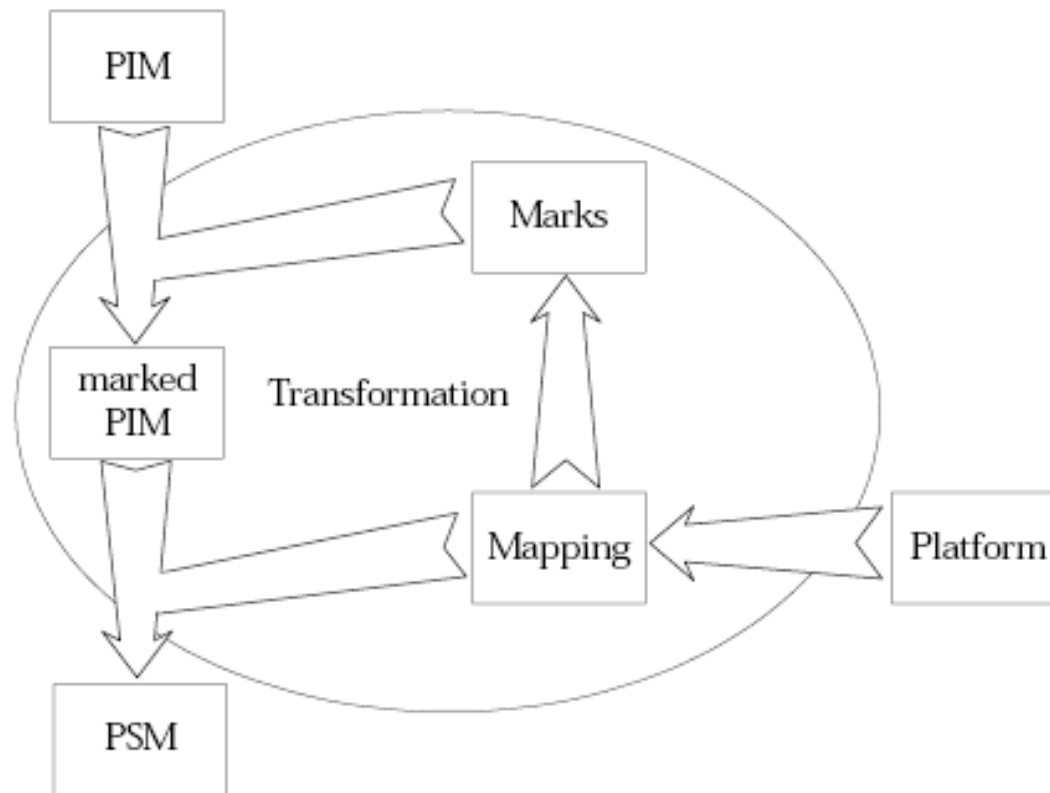 PIM
Marks
marked
PIM
Transformation
Mapping
Platform
PSM